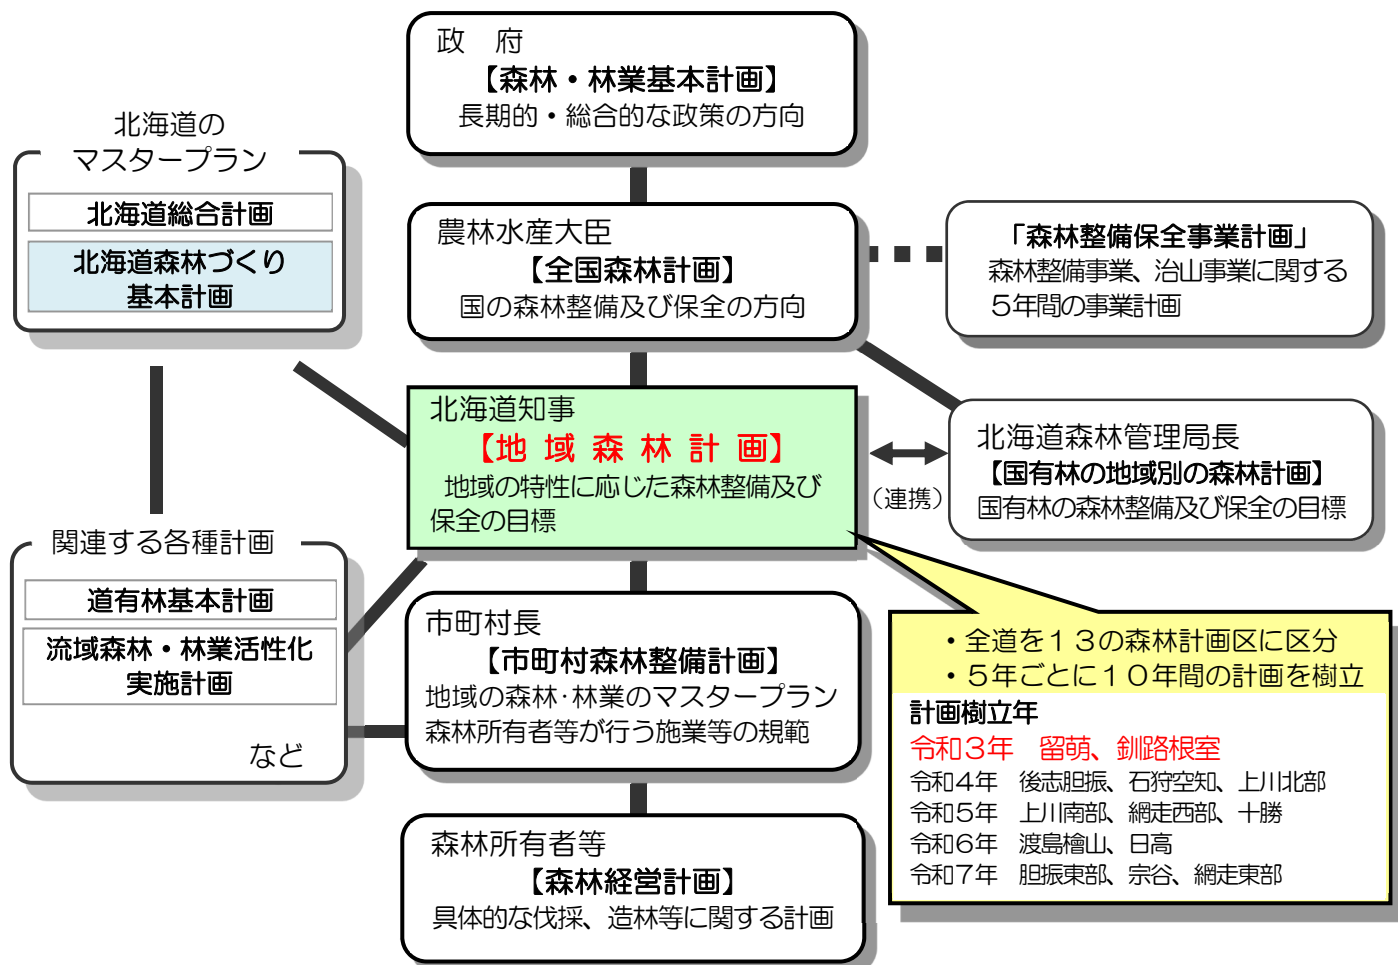 政　府
【森林・林業基本計画】
長期的・総合的な政策の方向
北海道の
マスタープラン
北海道総合計画
北海道森林づくり
基本計画
農林水産大臣
【全国森林計画】
国の森林整備及び保全の方向
「森林整備保全事業計画」
森林整備事業、治山事業に関する
５年間の事業計画
北海道知事
【地 域 森 林 計 画】
地域の特性に応じた森林整備及び
保全の目標
（連携）
北海道森林管理局長
【国有林の地域別の森林計画】
国有林の森林整備及び保全の目標
関連する各種計画
道有林基本計画
流域森林・林業活性化
実施計画
など
市町村長
【市町村森林整備計画】
地域の森林・林業のマスタープラン
森林所有者等が行う施業等の規範
・全道を１３の森林計画区に区分
・５年ごとに１０年間の計画を樹立
計画樹立年
令和３年　留萌、釧路根室
令和４年　後志胆振、石狩空知、上川北部
令和５年　上川南部、網走西部、十勝
令和６年　渡島檜山、日高
令和７年　胆振東部、宗谷、網走東部
森林所有者等
【森林経営計画】
具体的な伐採、造林等に関する計画